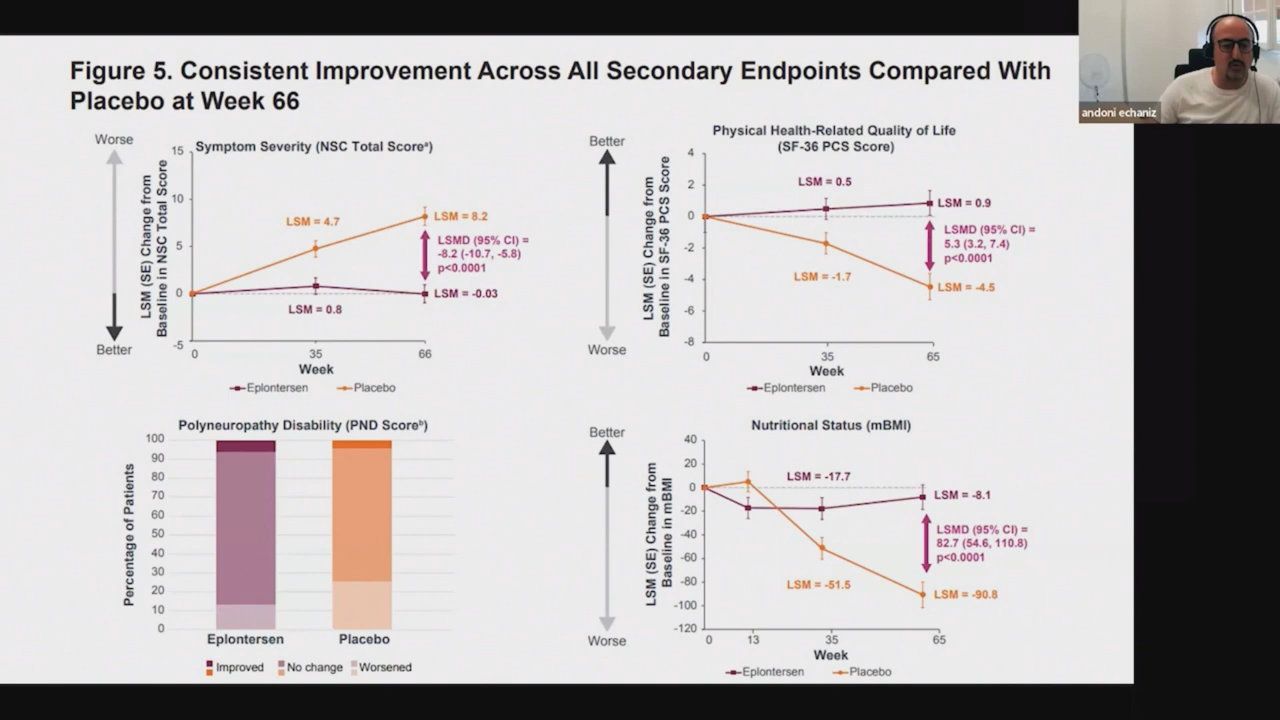 andoni echaniz
Figure 5. Consistent Improvement Across All Secondary Endpoints Compared With
Placebo at Week 66
Worse
Better
Symptom Severity (NSC Total Scoreᵃ)
LSM (SE) Change from
Baseline in NSC Total Score
15
10
5
0
-5
LSM = 4.7
LSM = 8.2
LSMD (95% CI) =
-8.2 (-10.7, -5.8)
p<0.0001
LSM = -0.03
LSM = 0.8
0
35
66
Week
Eplontersen
Placebo
Better
Worse
Physical Health-Related Quality of Life
(SF-36 PCS Score)
LSM (SE) Change from
Baseline in SF-36 PCS Score
4
2
0
-2
-4
-6
-8
LSM = 0.5
LSM = 0.9
LSMD (95% CI) =
5.3 (3.2, 7.4)
p<0.0001
LSM = -1.7
LSM = -4.5
0
35
65
Week
Eplontersen
Placebo
Polyneuropathy Disability (PND Scoreᵇ)
Percentage of Patients
100
90
80
70
60
50
40
30
20
10
0
Eplontersen
Placebo
Improved
No change
Worsened
Better
Worse
Nutritional Status (mBMI)
LSM (SE) Change from
Baseline in mBMI
40
20
0
-20
-40
-60
-80
-100
-120
LSM = -17.7
LSM = -8.1
LSMD (95% CI) =
82.7 (54.6, 110.8)
p<0.0001
LSM = -51.5
LSM = -90.8
0
13
35
65
Week
Eplontersen
Placebo